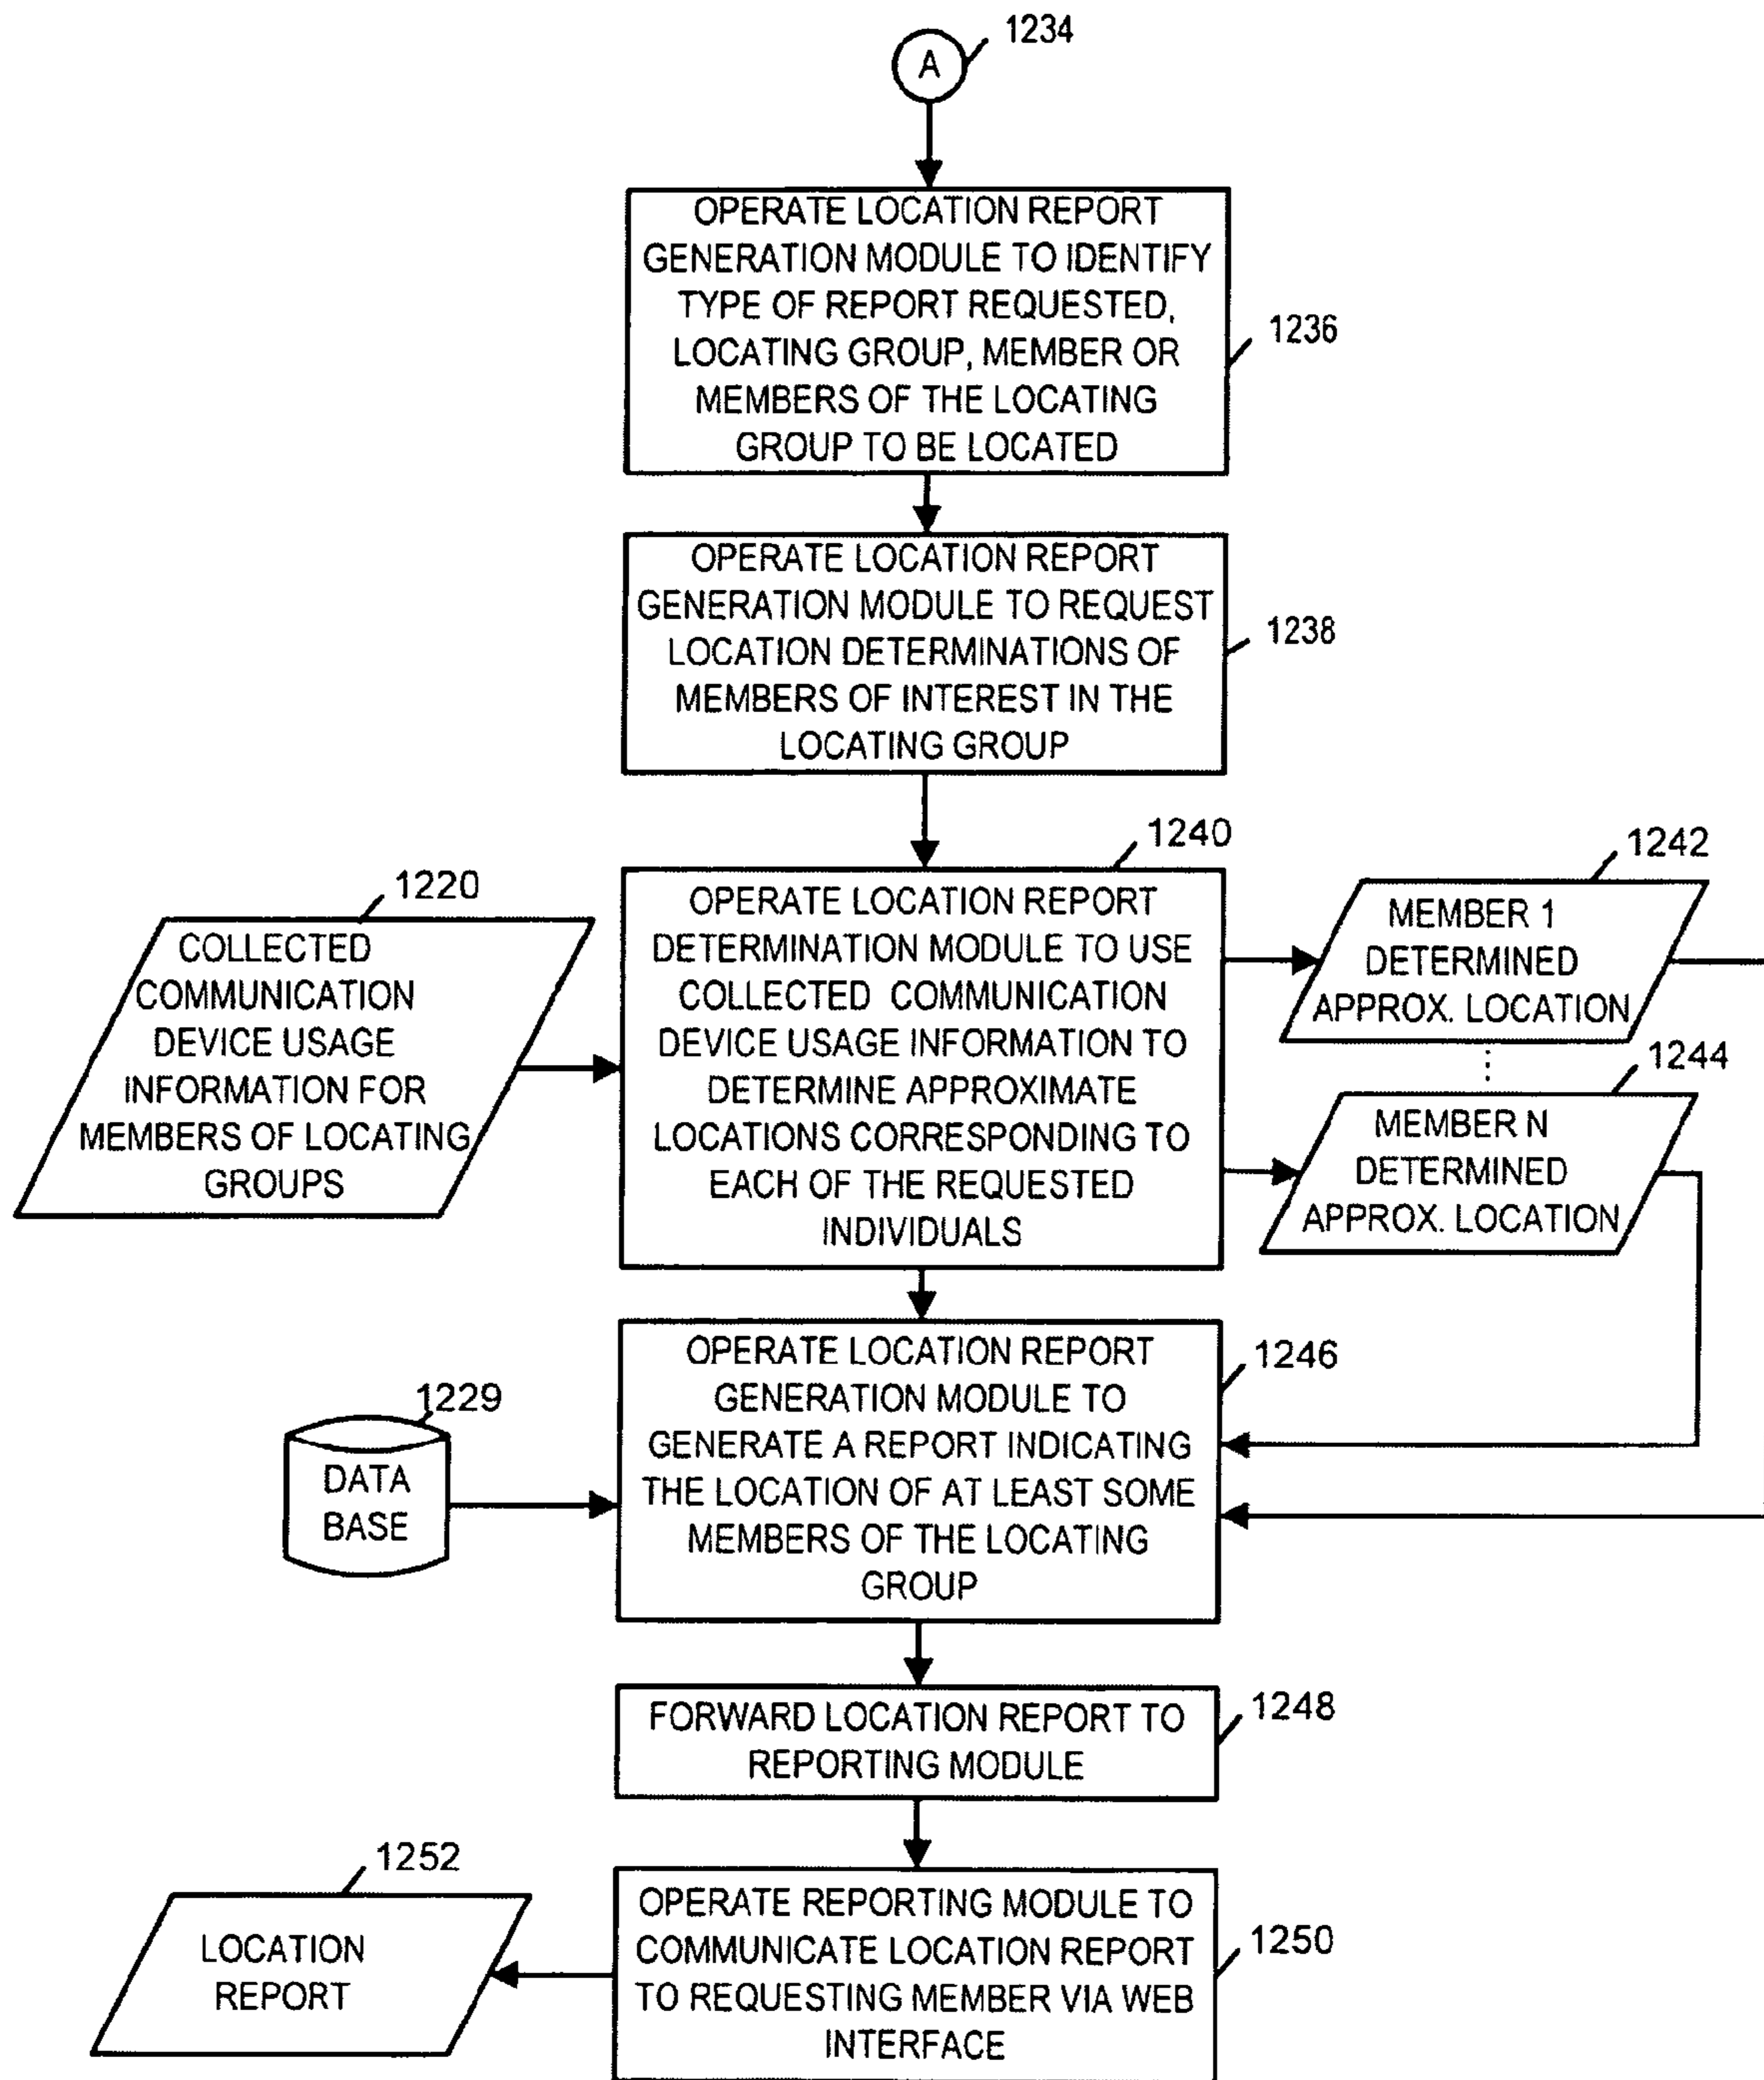 1234
A
OPERATE LOCATION REPORT
GENERATION MODULE TO IDENTIFY
TYPE OF REPORT REQUESTED,
LOCATING GROUP, MEMBER OR
MEMBERS OF THE LOCATING
GROUP TO BE LOCATED
1236
OPERATE LOCATION REPORT
GENERATION MODULE TO REQUEST
LOCATION DETERMINATIONS OF
MEMBERS OF INTEREST IN THE
LOCATING GROUP
1238
1220
COLLECTED
COMMUNICATION
DEVICE USAGE
INFORMATION FOR
MEMBERS OF LOCATING
GROUPS
1240
OPERATE LOCATION REPORT
DETERMINATION MODULE TO USE
COLLECTED COMMUNICATION
DEVICE USAGE INFORMATION TO
DETERMINE APPROXIMATE
LOCATIONS CORRESPONDING TO
EACH OF THE REQUESTED
INDIVIDUALS
1242
MEMBER 1
DETERMINED
APPROX. LOCATION
1244
MEMBER N
DETERMINED
APPROX. LOCATION
1229
DATA
BASE
OPERATE LOCATION REPORT
GENERATION MODULE TO
GENERATE A REPORT INDICATING
THE LOCATION OF AT LEAST SOME
MEMBERS OF THE LOCATING
GROUP
1246
FORWARD LOCATION REPORT TO
REPORTING MODULE
1248
1252
LOCATION
REPORT
OPERATE REPORTING MODULE TO
COMMUNICATE LOCATION REPORT
TO REQUESTING MEMBER VIA WEB
INTERFACE
1250